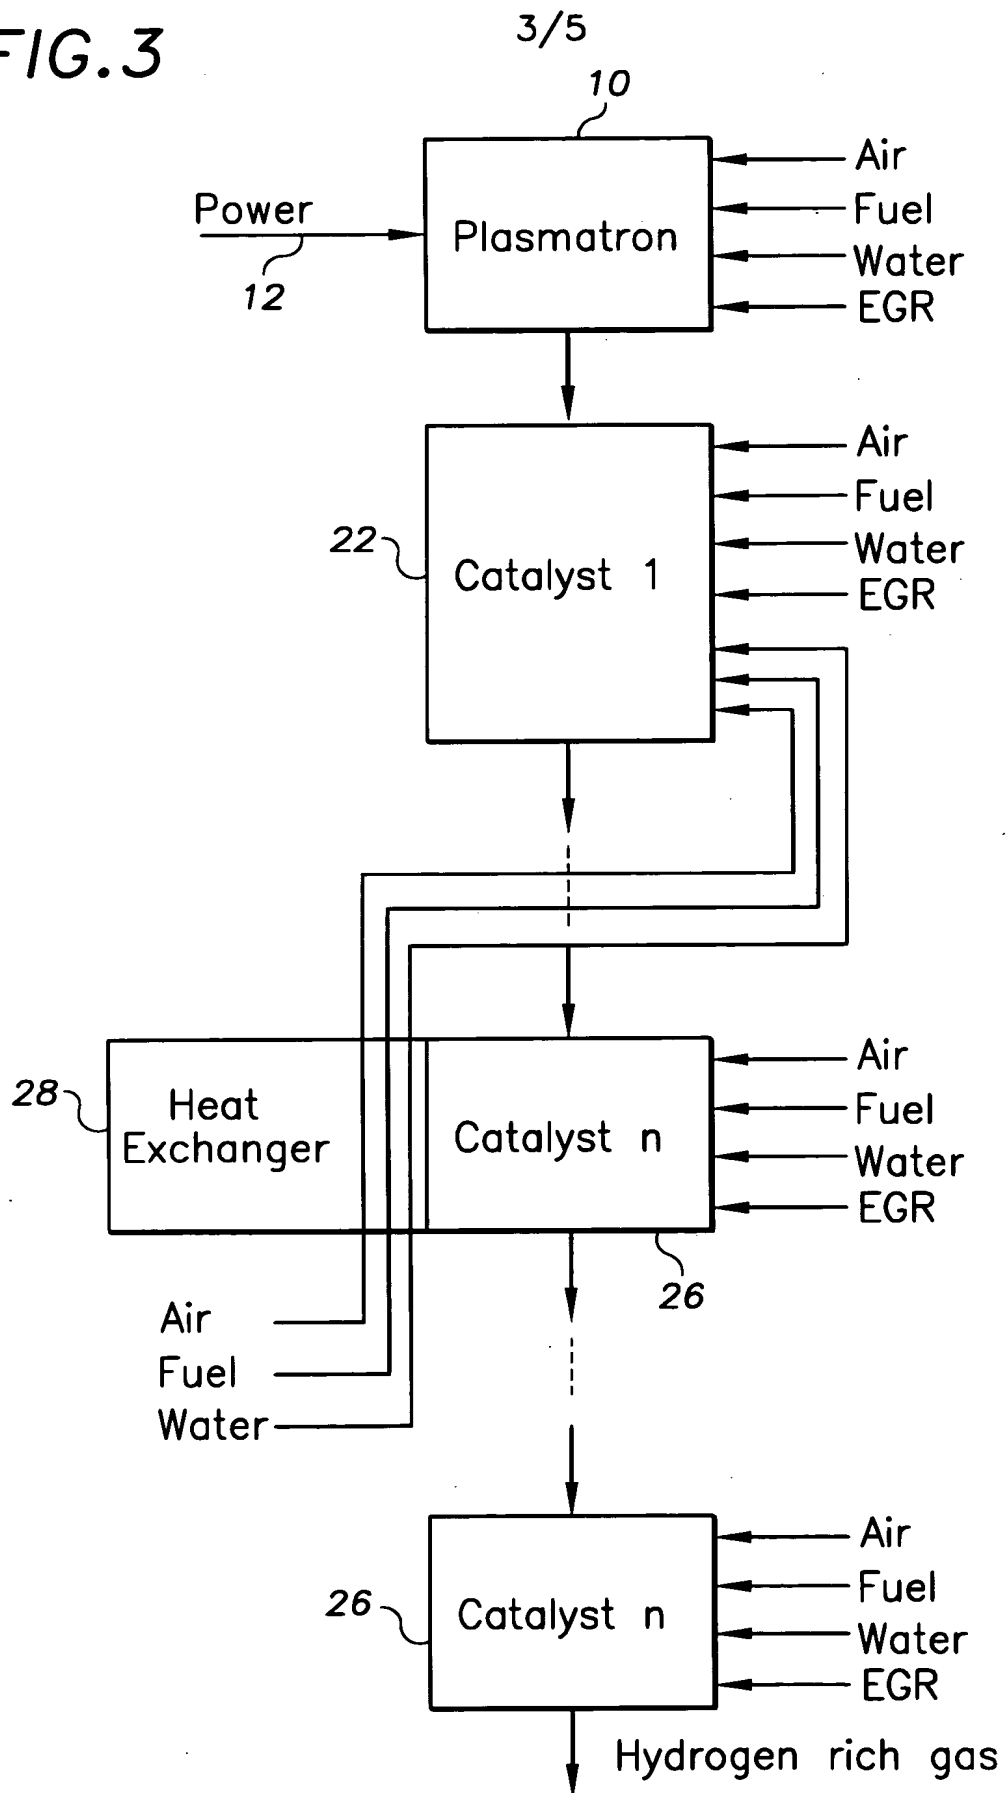 FIG.3
3/5
10
Air
Fuel
Water
EGR
Power
12
Plasmatron
Air
Fuel
Water
EGR
22
Catalyst 1
28
Heat
Exchanger
Catalyst n
Air
Fuel
Water
EGR
26
Air
Fuel
Water
26
Catalyst n
Air
Fuel
Water
EGR
Hydrogen rich gas